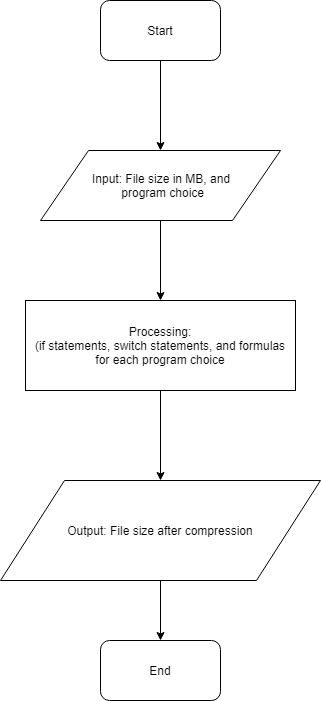 Start
Input: File size in MB, and
program choice
Processing:
(if statements, switch statements, and formulas
for each program choice
Output: File size after compression
End